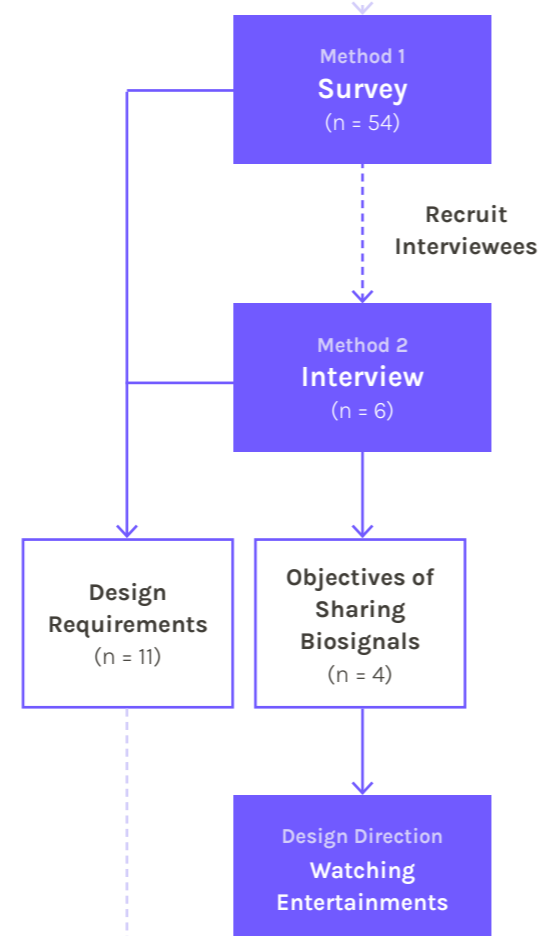 Method 1
Survey
(n = 54)
Recruit
Interviewees
Method 2
Interview
(n = 6)
Design
Requirements
(n = 11)
Objectives of
Sharing
Biosignals
(n = 4)
Design Direction
Watching
Entertainments